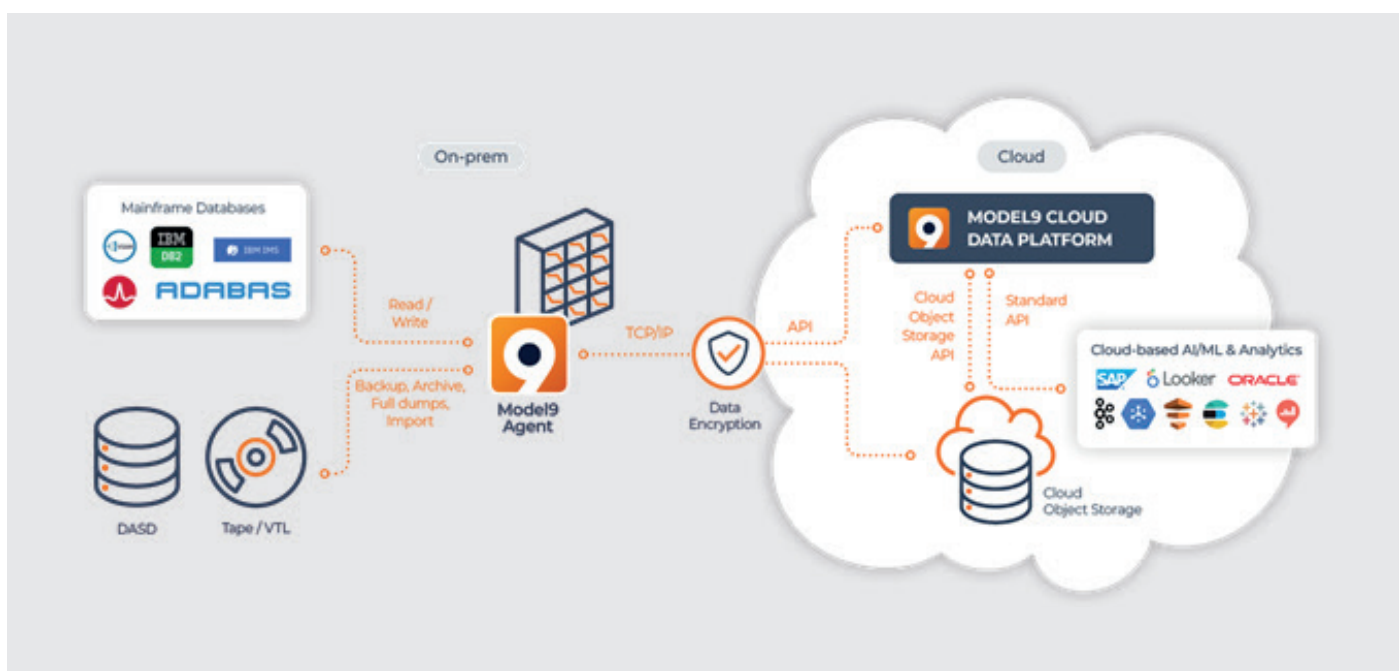 On-prem
Cloud
Mainframe Databases
IBM
DB2
IBM IMS
ADABAS
Read /
Write
Backup, Archive,
Full dumps,
Import
DASD
Tape / VTL
9
Model9
Agent
TCP/IP
Data
Encryption
API
9
MODEL9 CLOUD
DATA PLATFORM
Cloud
Object
Storage
API
Standard
API
Cloud-based AI/ML & Analytics
SAP
Looker
ORACLE
Cloud
Object Storage